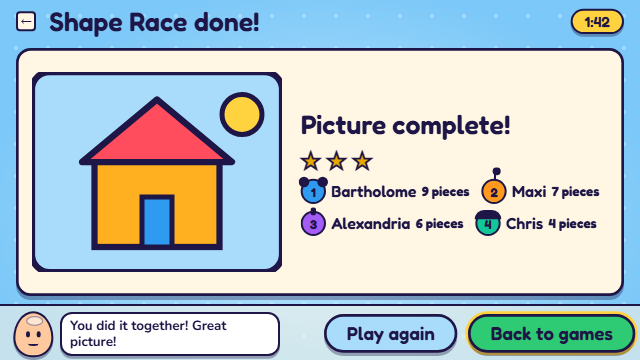 ← Shape Race done!
1:42
Picture complete!
1 Bartholome 9 pieces
2 Maxi 7 pieces
3 Alexandria 6 pieces
4 Chris 4 pieces
You did it together! Great
picture!
Play again
Back to games